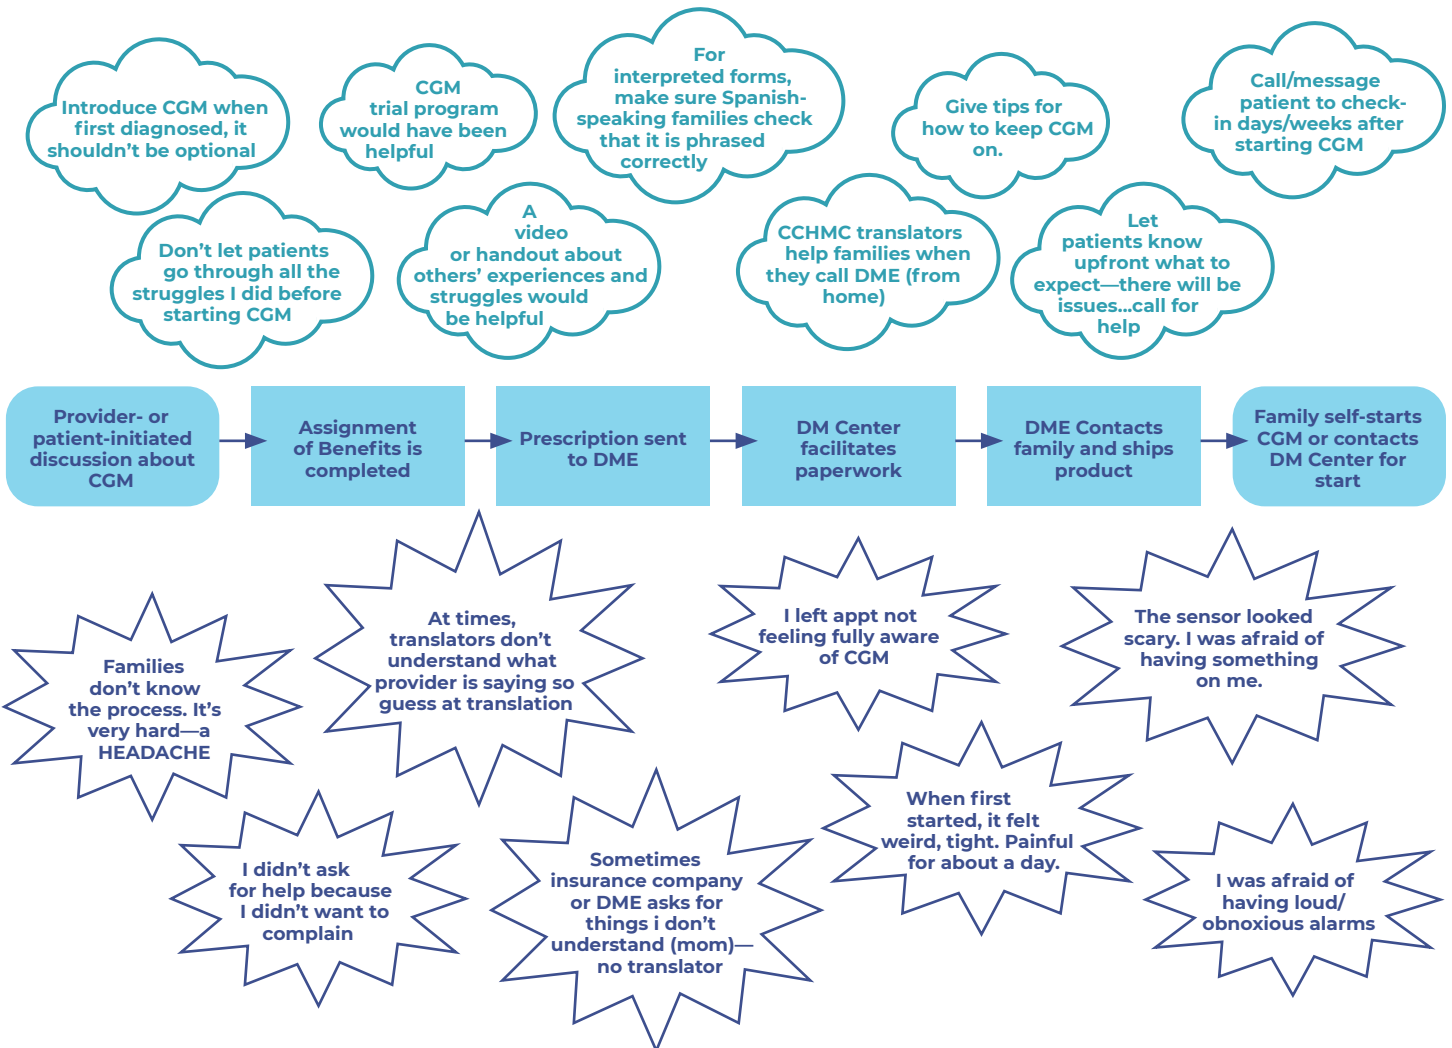 Introduce CGM when
first diagnosed, it
shouldn't be optional
CGM
trial program
would have been
helpful
For
interpreted forms,
make sure Spanish-
speaking families check
that it is phrased
correctly
Give tips for
how to keep CGM
on.
Call/message
patient to check-
in days/weeks after
starting CGM
Don't let patients
go through all the
struggles I did before
starting CGM
A
video
or handout about
others' experiences and
struggles would
be helpful
CCHMC translators
help families when
they call DME (from
home)
Let
patients know
upfront what to
expect—there will be
issues...call for
help
Provider- or
patient-initiated
discussion about
CGM
Assignment
of Benefits is
completed
Prescription sent
to DME
DM Center
facilitates
paperwork
DME Contacts
family and ships
product
Family self-starts
CGM or contacts
DM Center for
start
Families
don't know
the process. It's
very hard—a
HEADACHE
At times,
translators don't
understand what
provider is saying so
guess at translation
I left appt not
feeling fully aware
of CGM
The sensor looked
scary. I was afraid of
having something
on me.
I didn't ask
for help because
I didn't want to
complain
Sometimes
insurance company
or DME asks for
things i don't
understand (mom)—
no translator
When first
started, it felt
weird, tight. Painful
for about a day.
I was afraid of
having loud/
obnoxious alarms